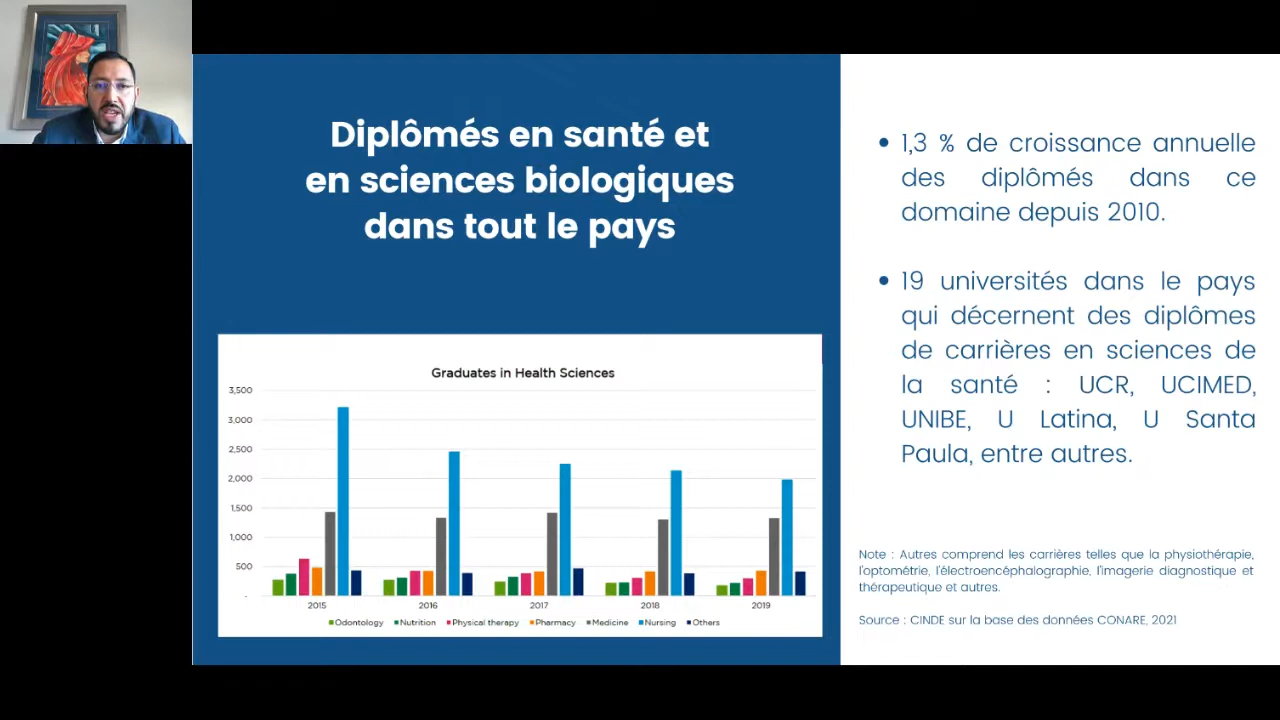 Diplômés en santé et
en sciences biologiques
dans tout le pays
Graduates in Health Sciences
3,500
3,000
2,500
2,000
1,500
1,000
500
-
2015 2016 2017 2018 2019
Odontology Nutrition Physical therapy Pharmacy Medicine Nursing Others
• 1,3 % de croissance annuelle
des diplômés dans ce
domaine depuis 2010.
• 19 universités dans le pays
qui décernent des diplômes
de carrières en sciences de
la santé : UCR, UCIMED,
UNIBE, U Latina, U Santa
Paula, entre autres.
Note : Autres comprend les carrières telles que la physiothérapie,
l'optométrie, l'électroencéphalographie, l'imagerie diagnostique et
thérapeutique et autres.
Source : CINDE sur la base des données CONARE, 2021